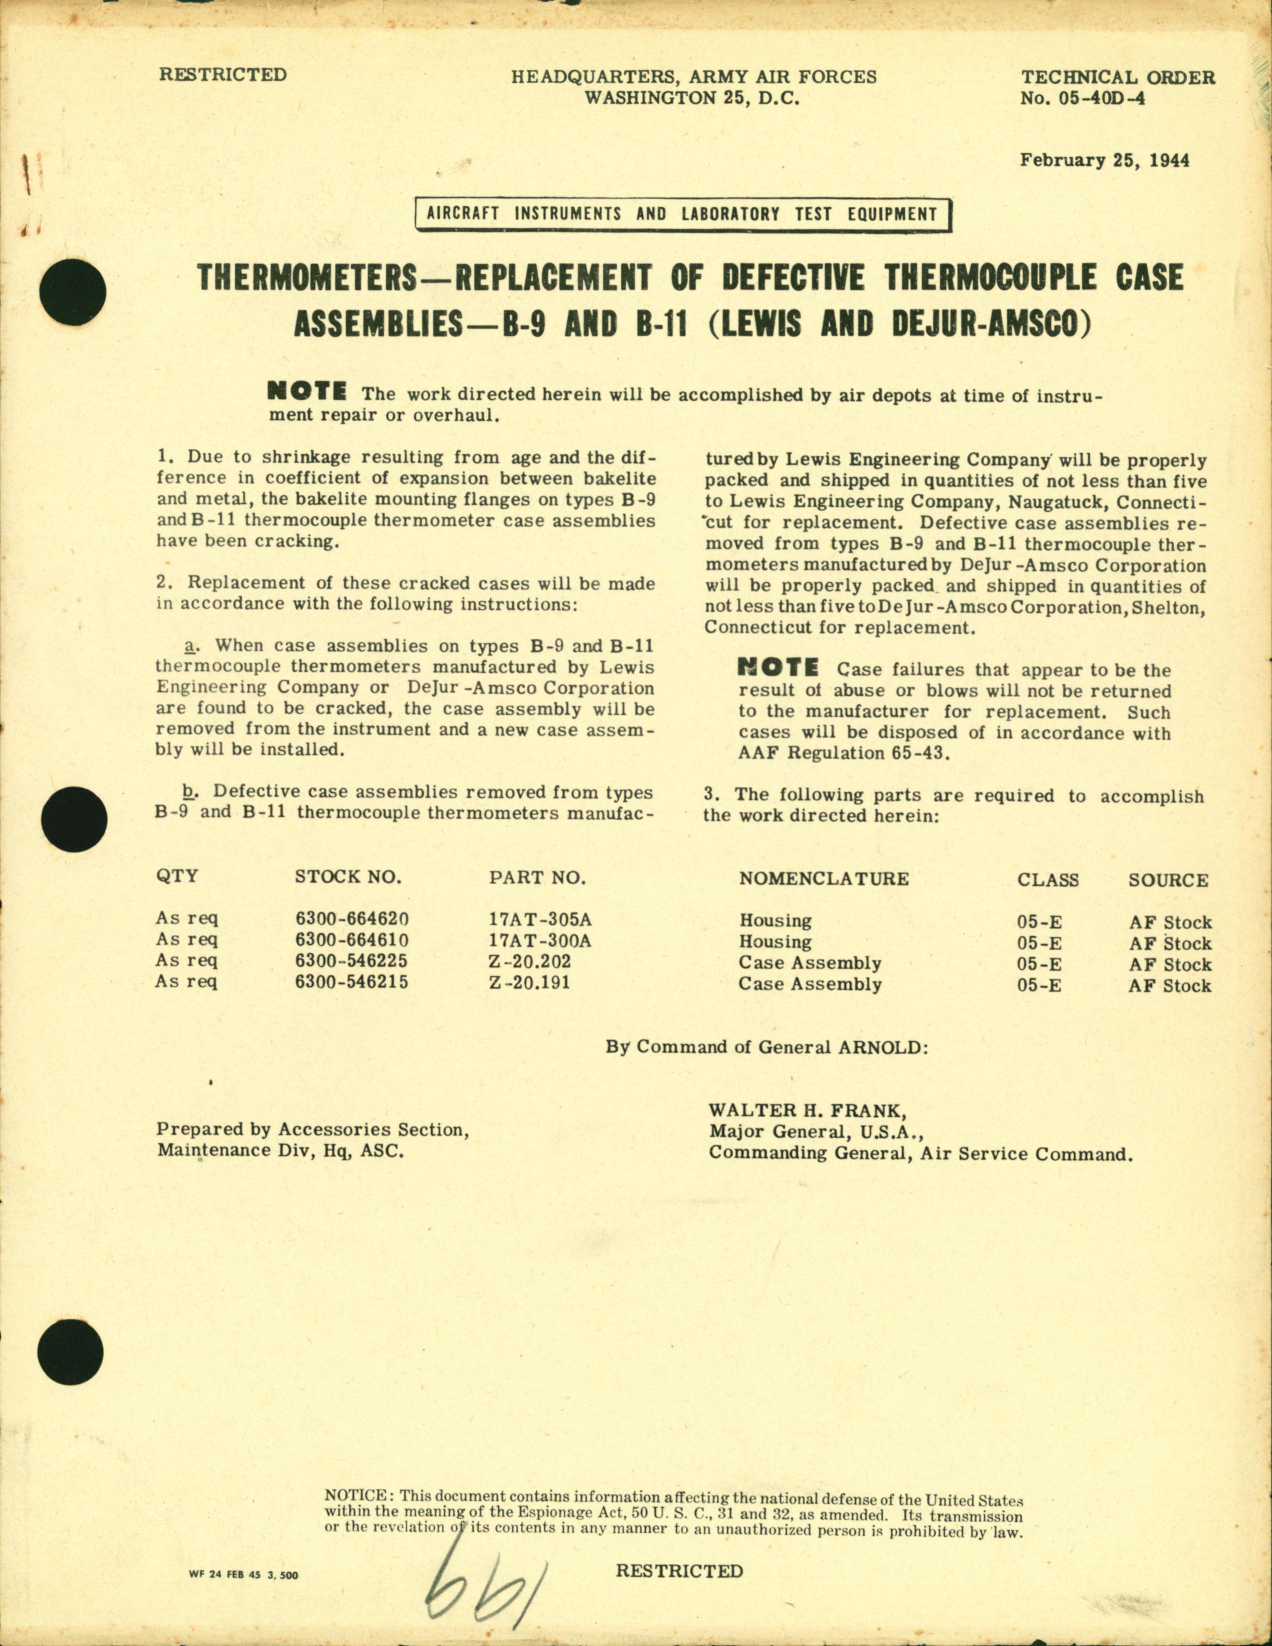 RESTRICTED
HEADQUARTERS, ARMY AIR FORCES
WASHINGTON 25, D.C.
TECHNICAL ORDER
No. 05-40D-4
February 25, 1944
AIRCRAFT INSTRUMENTS AND LABORATORY TEST EQUIPMENT
THERMOMETERS—REPLACEMENT OF DEFECTIVE THERMOCOUPLE CASE
ASSEMBLIES—B-9 AND B-11 (LEWIS AND DEJUR-AMSCO)
NOTE The work directed herein will be accomplished by air depots at time of instru-
ment repair or overhaul.
1. Due to shrinkage resulting from age and the dif-
ference in coefficient of expansion between bakelite
and metal, the bakelite mounting flanges on types B-9
and B-11 thermocouple thermometer case assemblies
have been cracking.
2. Replacement of these cracked cases will be made
in accordance with the following instructions:
a. When case assemblies on types B-9 and B-11
thermocouple thermometers manufactured by Lewis
Engineering Company or DeJur-Amsco Corporation
are found to be cracked, the case assembly will be
removed from the instrument and a new case assem-
bly will be installed.
b. Defective case assemblies removed from types
B-9 and B-11 thermocouple thermometers manufac-
tured by Lewis Engineering Company will be properly
packed and shipped in quantities of not less than five
to Lewis Engineering Company, Naugatuck, Connecti-
cut for replacement. Defective case assemblies re-
moved from types B-9 and B-11 thermocouple ther-
mometers manufactured by DeJur-Amsco Corporation
will be properly packed and shipped in quantities of
not less than five to DeJur-Amsco Corporation, Shelton,
Connecticut for replacement.
NOTE Case failures that appear to be the
result of abuse or blows will not be returned
to the manufacturer for replacement. Such
cases will be disposed of in accordance with
AAF Regulation 65-43.
3. The following parts are required to accomplish
the work directed herein:
QTY STOCK NO. PART NO. NOMENCLATURE CLASS SOURCE
As req 6300-664620 17AT-305A Housing 05-E AF Stock
As req 6300-664610 17AT-300A Housing 05-E AF Stock
As req 6300-546225 Z-20.202 Case Assembly 05-E AF Stock
As req 6300-546215 Z-20.191 Case Assembly 05-E AF Stock
By Command of General ARNOLD:
Prepared by Accessories Section,
Maintenance Div, Hq, ASC.
WALTER H. FRANK,
Major General, U.S.A.,
Commanding General, Air Service Command.
NOTICE: This document contains information affecting the national defense of the United States
within the meaning of the Espionage Act, 50 U. S. C., 31 and 32, as amended. Its transmission
or the revelation of its contents in any manner to an unauthorized person is prohibited by law.
WF 24 FEB 45 3,500
RESTRICTED